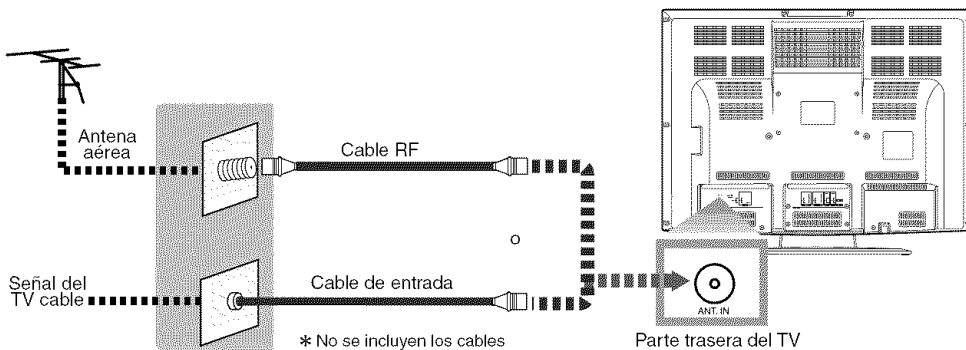 Antena
aérea
Cable RF
o
Señal del
TV cable
Cable de entrada
* No se incluyen los cables
ANT. IN
Parte trasera del TV